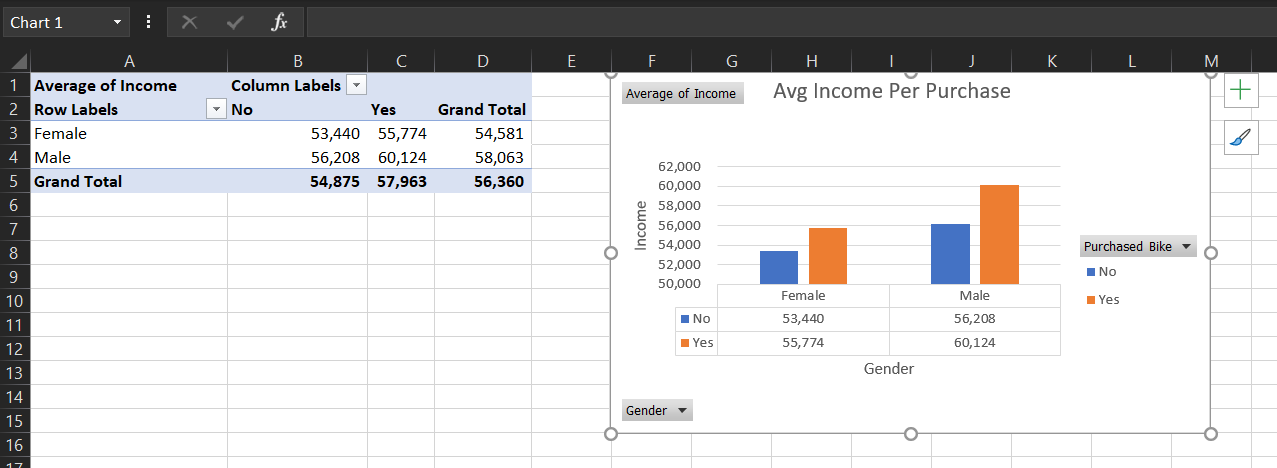 Chart 1
fx
A B C D E F G H I J K L M
1 Average of Income Column Labels
2 Row Labels No Yes Grand Total
3 Female 53,440 55,774 54,581
4 Male 56,208 60,124 58,063
5 Grand Total 54,875 57,963 56,360
6
7
8
9
10
11
12
13
14
15
16
17
Average of Income
Avg Income Per Purchase
62,000
60,000
58,000
56,000
54,000
52,000
50,000
Income
Female Male
No 53,440 56,208
Yes 55,774 60,124
Gender
Purchased Bike
No
Yes
Gender